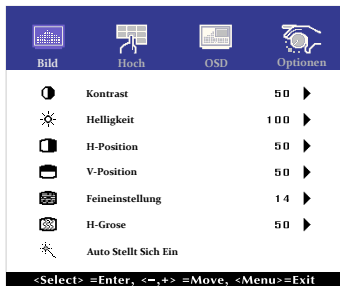 Bild Hoch OSD Optionen
Kontrast 50
Helligkeit 100
H-Position 50
V-Position 50
Feineinstellung 14
H-Grose 50
Auto Stellt Sich Ein
<Select> =Enter, <−,+> =Move, <Menu>=Exit